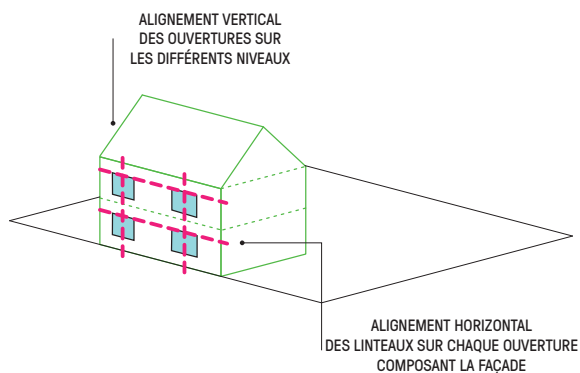 ALIGNEMENT VERTICAL
DES OUVERTURES SUR
LES DIFFÉRENTS NIVEAUX
ALIGNEMENT HORIZONTAL
DES LINTEAUX SUR CHAQUE OUVERTURE
COMPOSANT LA FAÇADE